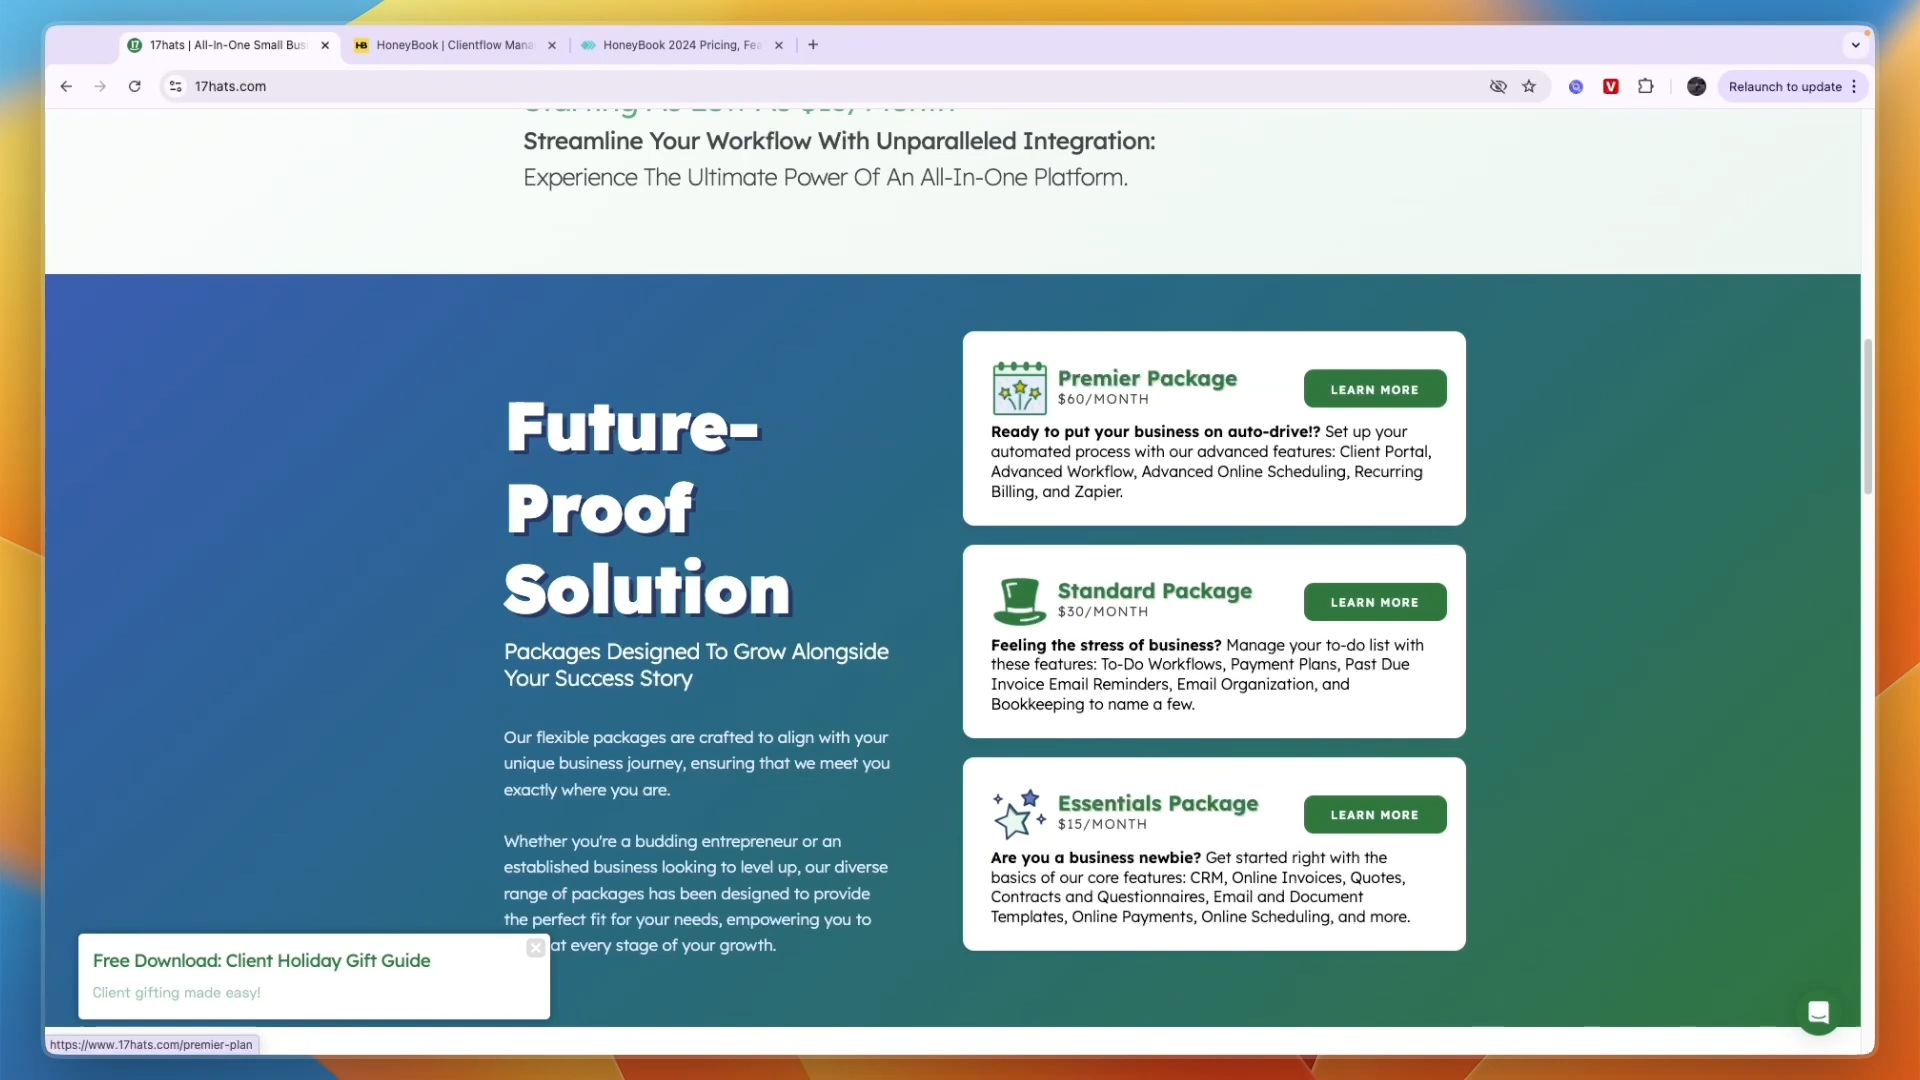 17hats | All-In-One Small Bus
HoneyBook | Clientflow Mana
HoneyBook 2024 Pricing, Fea
17hats.com
Relaunch to update
Starting As Low As $15/Month
Streamline Your Workflow With Unparalleled Integration:
Experience The Ultimate Power Of An All-In-One Platform.
Future-
Proof
Solution
Packages Designed To Grow Alongside
Your Success Story
Our flexible packages are crafted to align with your
unique business journey, ensuring that we meet you
exactly where you are.
Whether you're a budding entrepreneur or an
established business looking to level up, our diverse
range of packages has been designed to provide
the perfect fit for your needs, empowering you to
at every stage of your growth.
Premier Package
$60/MONTH
LEARN MORE
Ready to put your business on auto-drive!? Set up your
automated process with our advanced features: Client Portal,
Advanced Workflow, Advanced Online Scheduling, Recurring
Billing, and Zapier.
Standard Package
$30/MONTH
LEARN MORE
Feeling the stress of business? Manage your to-do list with
these features: To-Do Workflows, Payment Plans, Past Due
Invoice Email Reminders, Email Organization, and
Bookkeeping to name a few.
Essentials Package
$15/MONTH
LEARN MORE
Are you a business newbie? Get started right with the
basics of our core features: CRM, Online Invoices, Quotes,
Contracts and Questionnaires, Email and Document
Templates, Online Payments, Online Scheduling, and more.
Free Download: Client Holiday Gift Guide
Client gifting made easy!
https://www.17hats.com/premier-plan